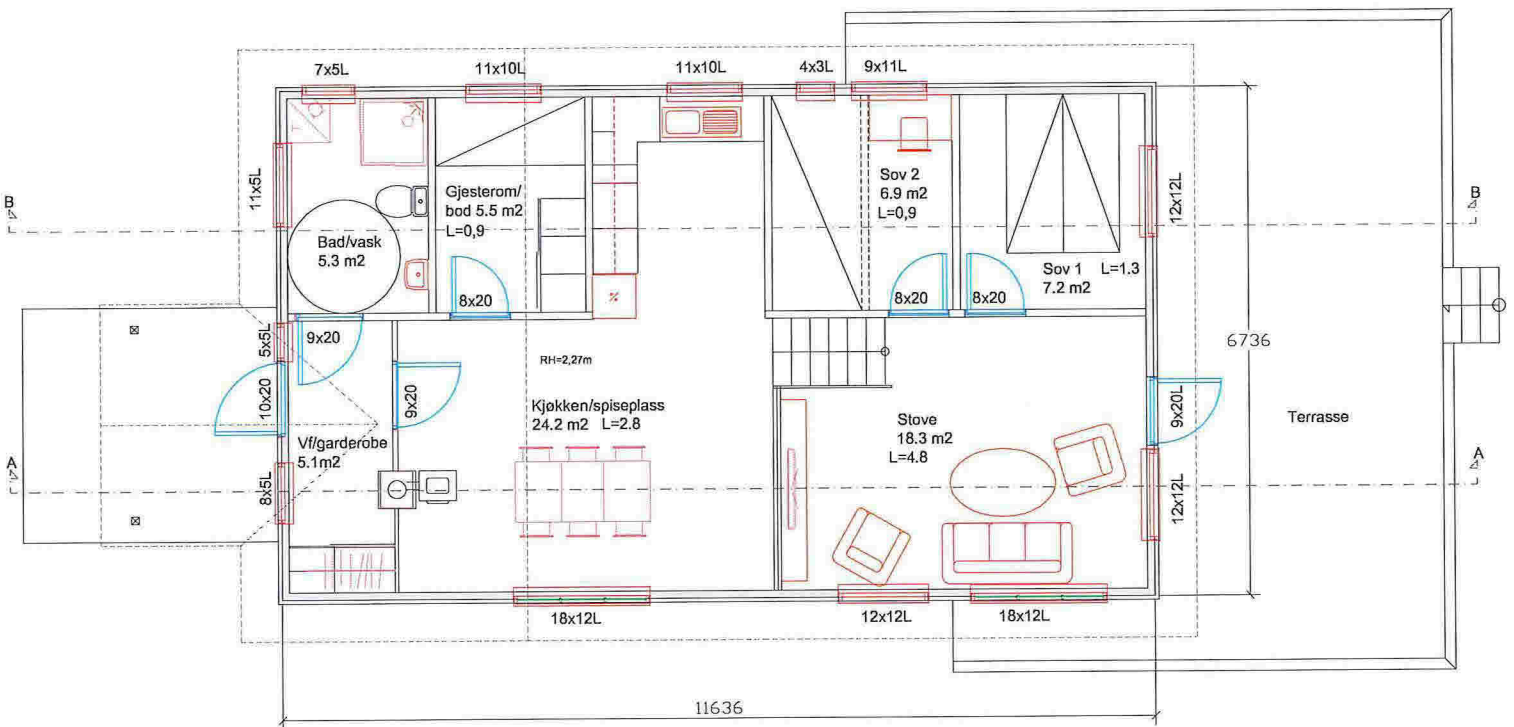 7x5L
11x10L
11x10L
4x3L
9x11L
11x5L
12x12L
B
B
Gjesterom/
bod 5.5 m2
L=0,9
Sov 2
6.9 m2
L=0,9
Bad/vask
5.3 m2
T
Sov 1 L=1.3
7.2 m2
8x20
8x20
8x20
9x20
5x5L
10x20
9x20
RH=2,27m
6736
Kjøkken/spiseplass
24.2 m2 L=2.8
Stove
18.3 m2
L=4.8
9x20L
Terrasse
Vf/garderobe
5.1m2
A
A
8x5L
12x12L
18x12L
12x12L
18x12L
11636